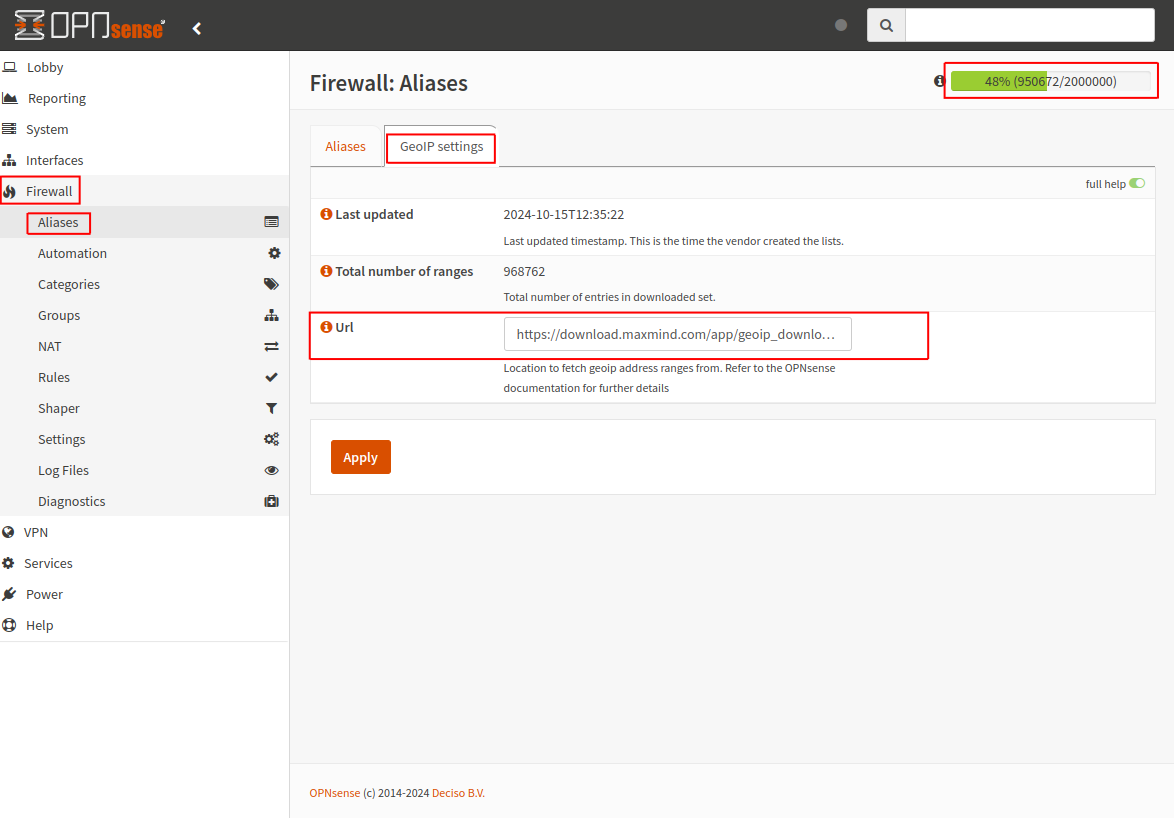 OPNsense
Lobby
Reporting
System
Interfaces
Firewall
Aliases
Automation
Categories
Groups
NAT
Rules
Shaper
Settings
Log Files
Diagnostics
VPN
Services
Power
Help
Firewall: Aliases
48% (950672/2000000)
Aliases GeoIP settings
full help
Last updated 2024-10-15T12:35:22
Last updated timestamp. This is the time the vendor created the lists.
Total number of ranges 968762
Total number of entries in downloaded set.
Url https://download.maxmind.com/app/geoip_downlo…
Location to fetch geoip address ranges from. Refer to the OPNsense
documentation for further details
Apply
OPNsense (c) 2014-2024 Deciso B.V.